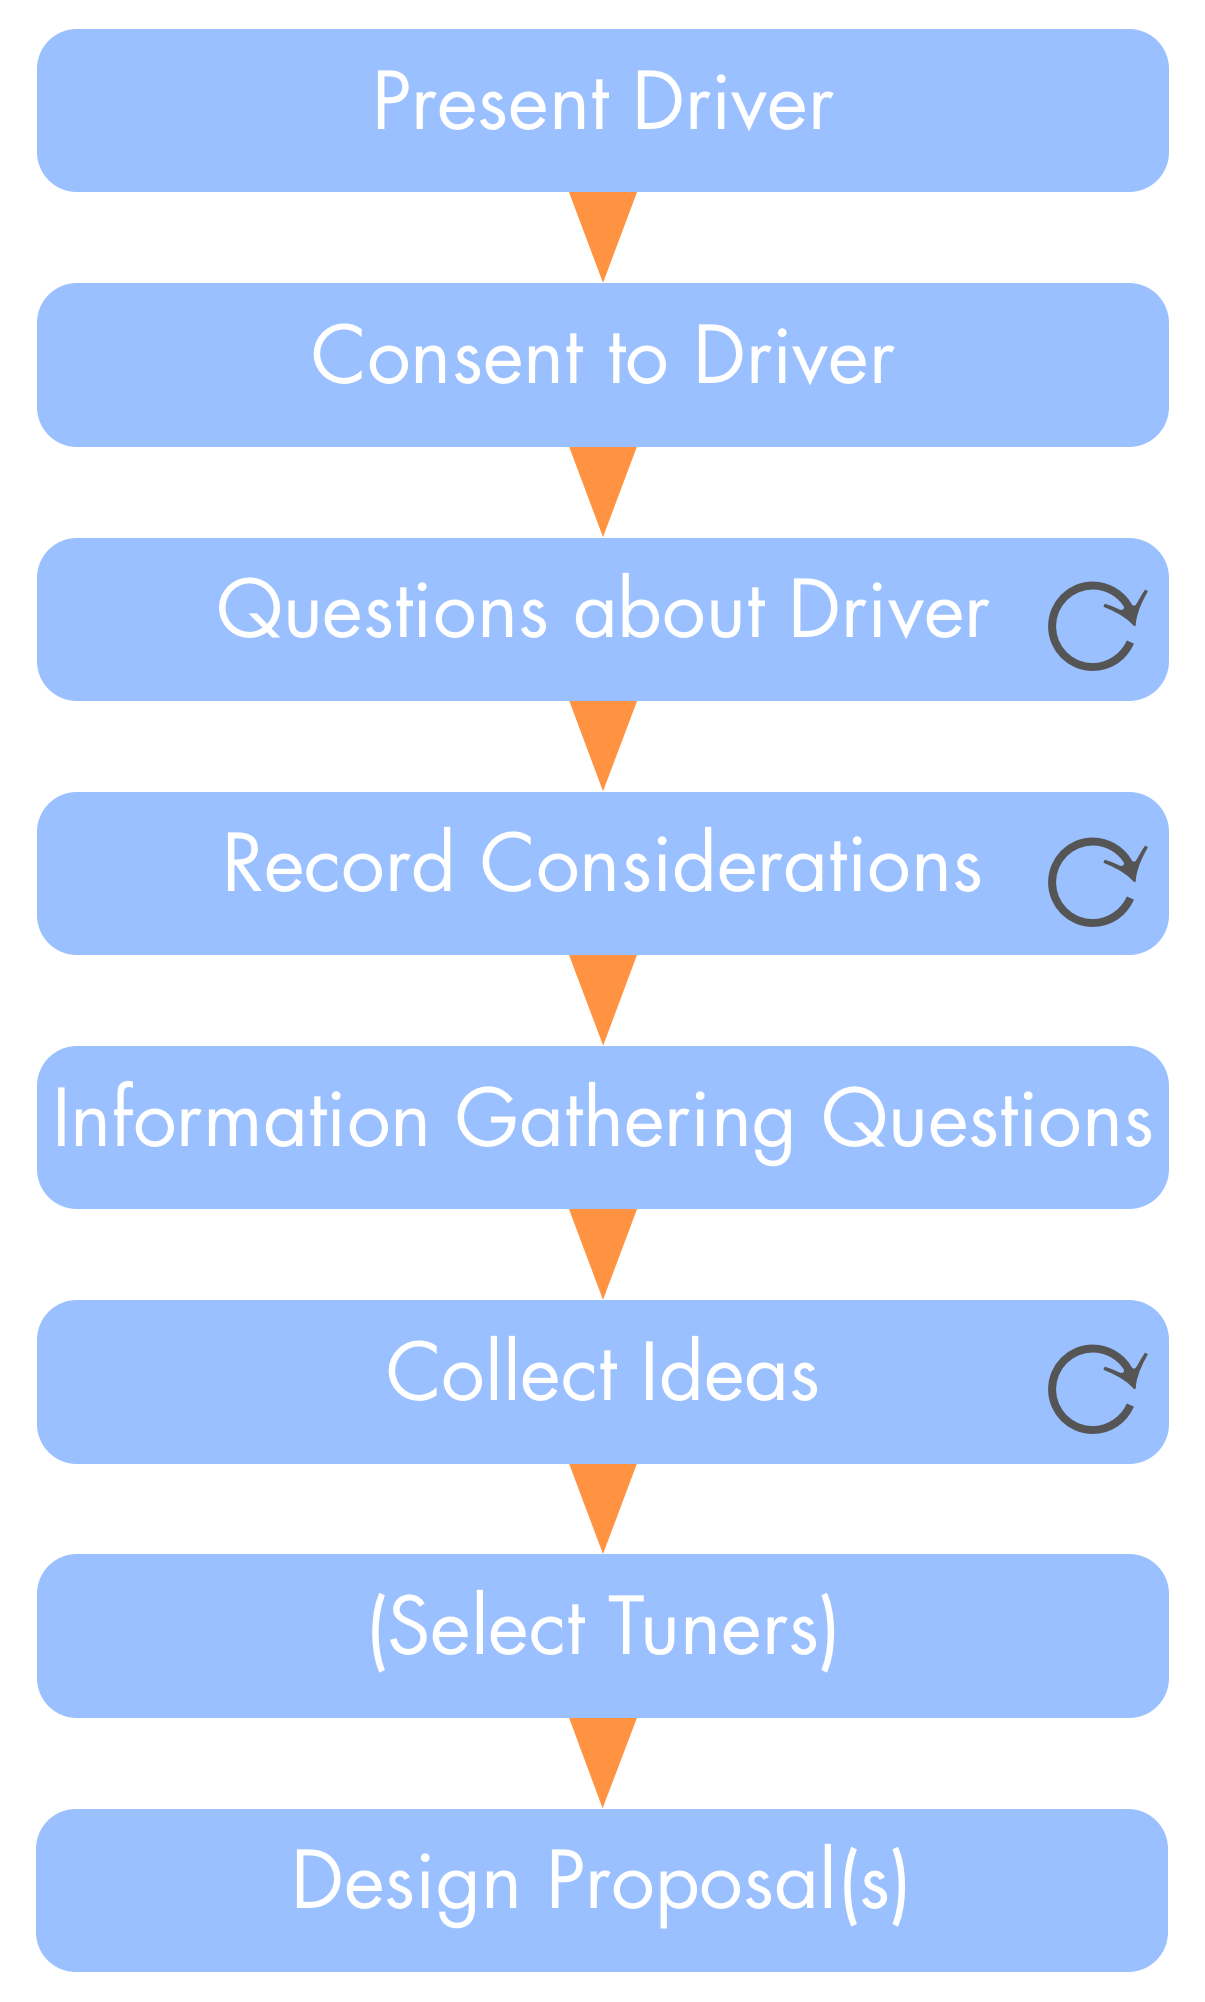 Present Driver
Consent to Driver
Questions about Driver
Record Considerations
Information Gathering Questions
Collect Ideas
(Select Tuners)
Design Proposal(s)